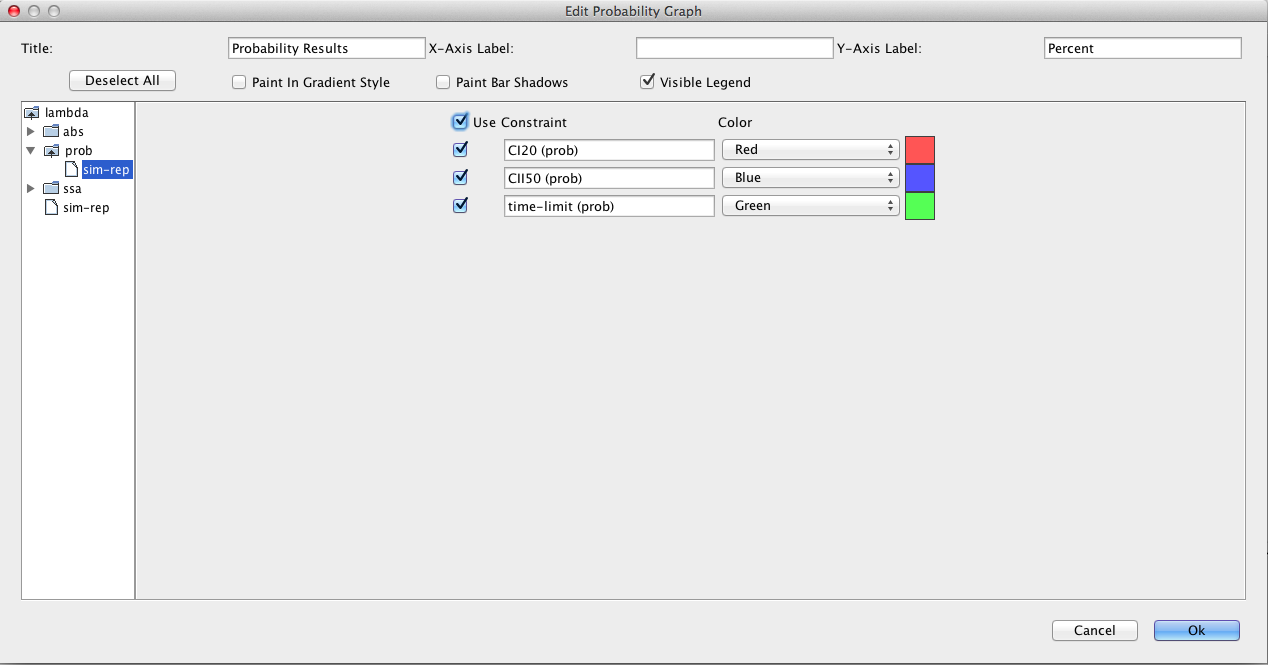 Edit Probability Graph
Title: Probability Results X-Axis Label: Y-Axis Label: Percent
Deselect All Paint In Gradient Style Paint Bar Shadows Visible Legend
lambda
abs
prob
sim-rep
ssa
sim-rep
Use Constraint Color
CI20 (prob) Red
CII50 (prob) Blue
time-limit (prob) Green
Cancel Ok